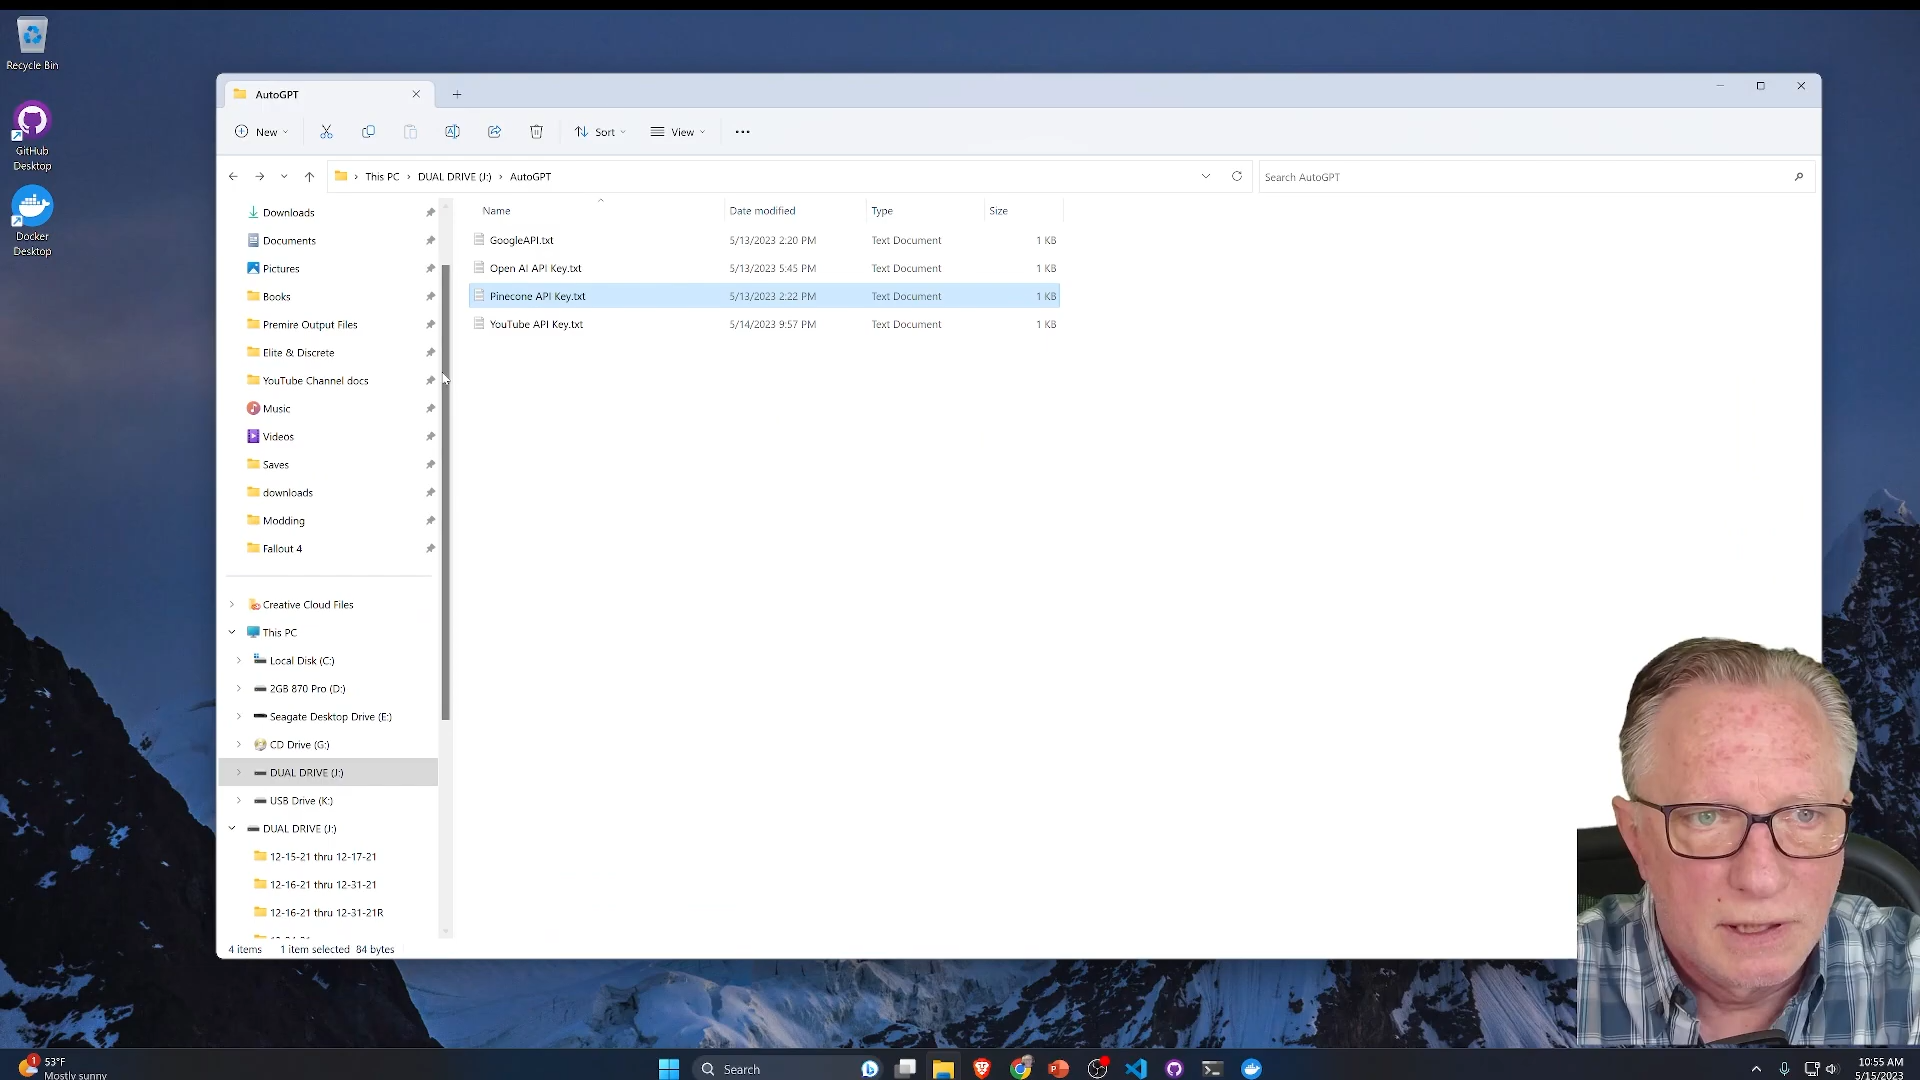 Recycle Bin
GitHub
Desktop
Docker
Desktop
AutoGPT
New
Sort
View
This PC
DUAL DRIVE (J:)
AutoGPT
Search AutoGPT
Downloads
Documents
Pictures
Books
Premire Output Files
Elite & Discrete
YouTube Channel docs
Music
Videos
Saves
downloads
Modding
Fallout 4
Creative Cloud Files
This PC
Local Disk (C:)
2GB 870 Pro (D:)
Seagate Desktop Drive (E:)
CD Drive (G:)
DUAL DRIVE (J:)
USB Drive (K:)
DUAL DRIVE (J:)
12-15-21 thru 12-17-21
12-16-21 thru 12-31-21
12-16-21 thru 12-31-21R
Name Date modified Type Size
GoogleAPI.txt 5/13/2023 2:20 PM Text Document 1 KB
Open AI API Key.txt 5/13/2023 5:45 PM Text Document 1 KB
Pinecone API Key.txt 5/13/2023 2:22 PM Text Document 1 KB
YouTube API Key.txt 5/14/2023 9:57 PM Text Document 1 KB
4 items 1 item selected 84 bytes
1
53°F
Mostly sunny
Search
10:55 AM
5/15/2023